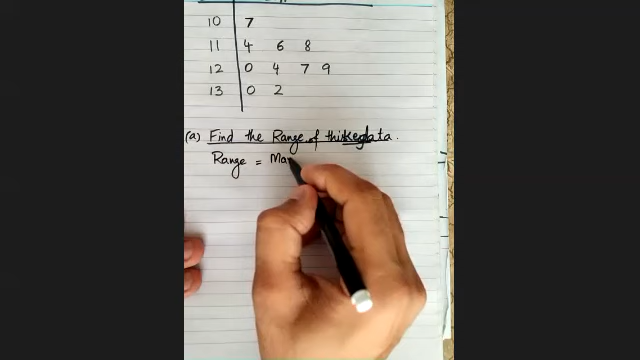 10 7
11 4 6 8
12 0 4 7 9
13 0 2
(a) Find the Range of this data.
Range = Ma